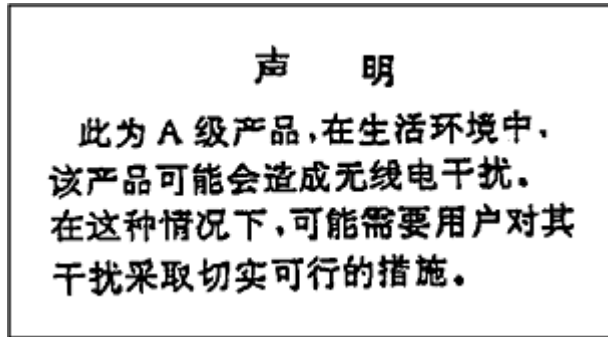 声 明
此为 A 级产品,在生活环境中,
该产品可能会造成无线电干扰。
在这种情况下,可能需要用户对其
干扰采取切实可行的措施。